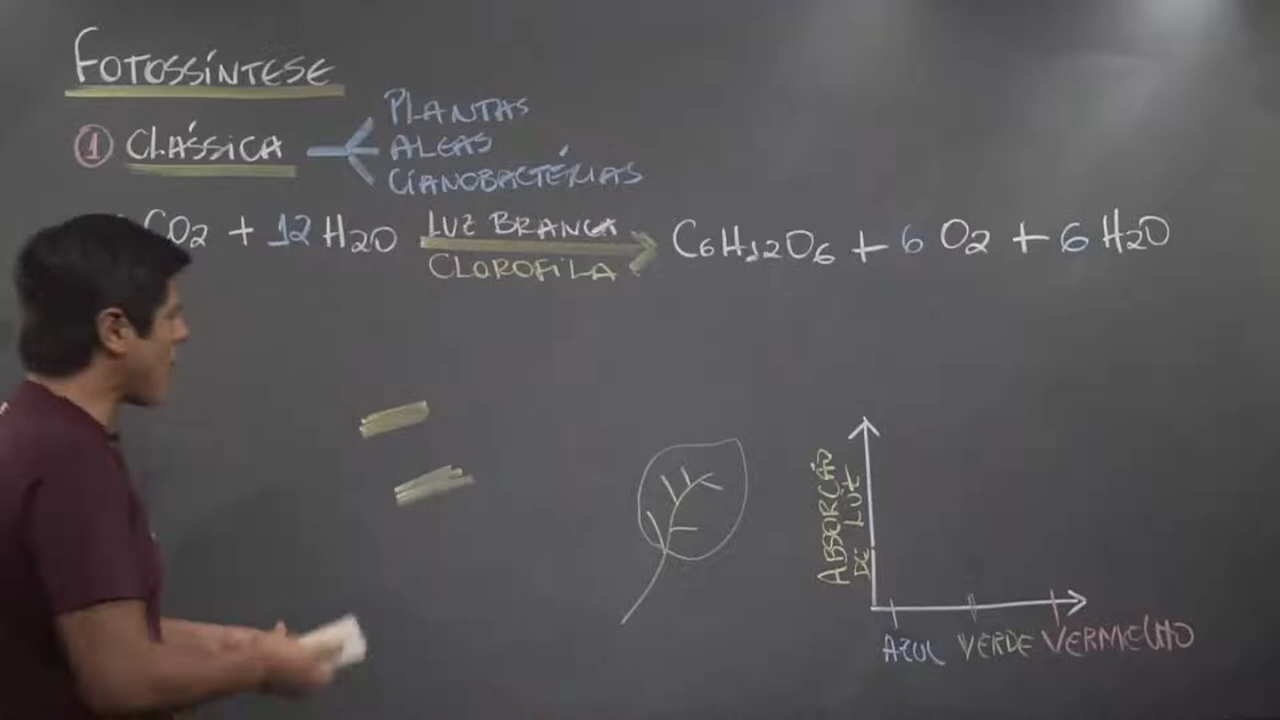 FOTOSSÍNTESE
1 CLÁSSICA
PLANTAS
ALGAS
CIANOBACTÉRIAS
CO2 + 12 H2O LUZ BRANCA CLOROFILA C6H12O6 + 6 O2 + 6 H2O
ABSORÇÃO
DE LUZ
AZUL VERDE VERMELHO